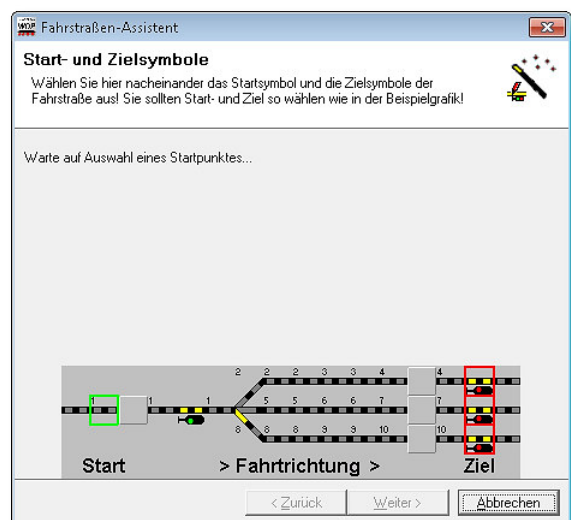 WDP Fahrstraßen-Assistent
Start- und Zielsymbole
Wählen Sie hier nacheinander das Startsymbol und die Zielsymbole der
Fahrstraße aus! Sie sollten Start- und Ziel so wählen wie in der Beispielgrafik!
Warte auf Auswahl eines Startpunktes...
2 2 2 3 3 4 4
1 1 1 5 5 5 7 7
8 8 8 9 9 10 10
Start > Fahrtrichtung > Ziel
< Zurück Weiter > Abbrechen